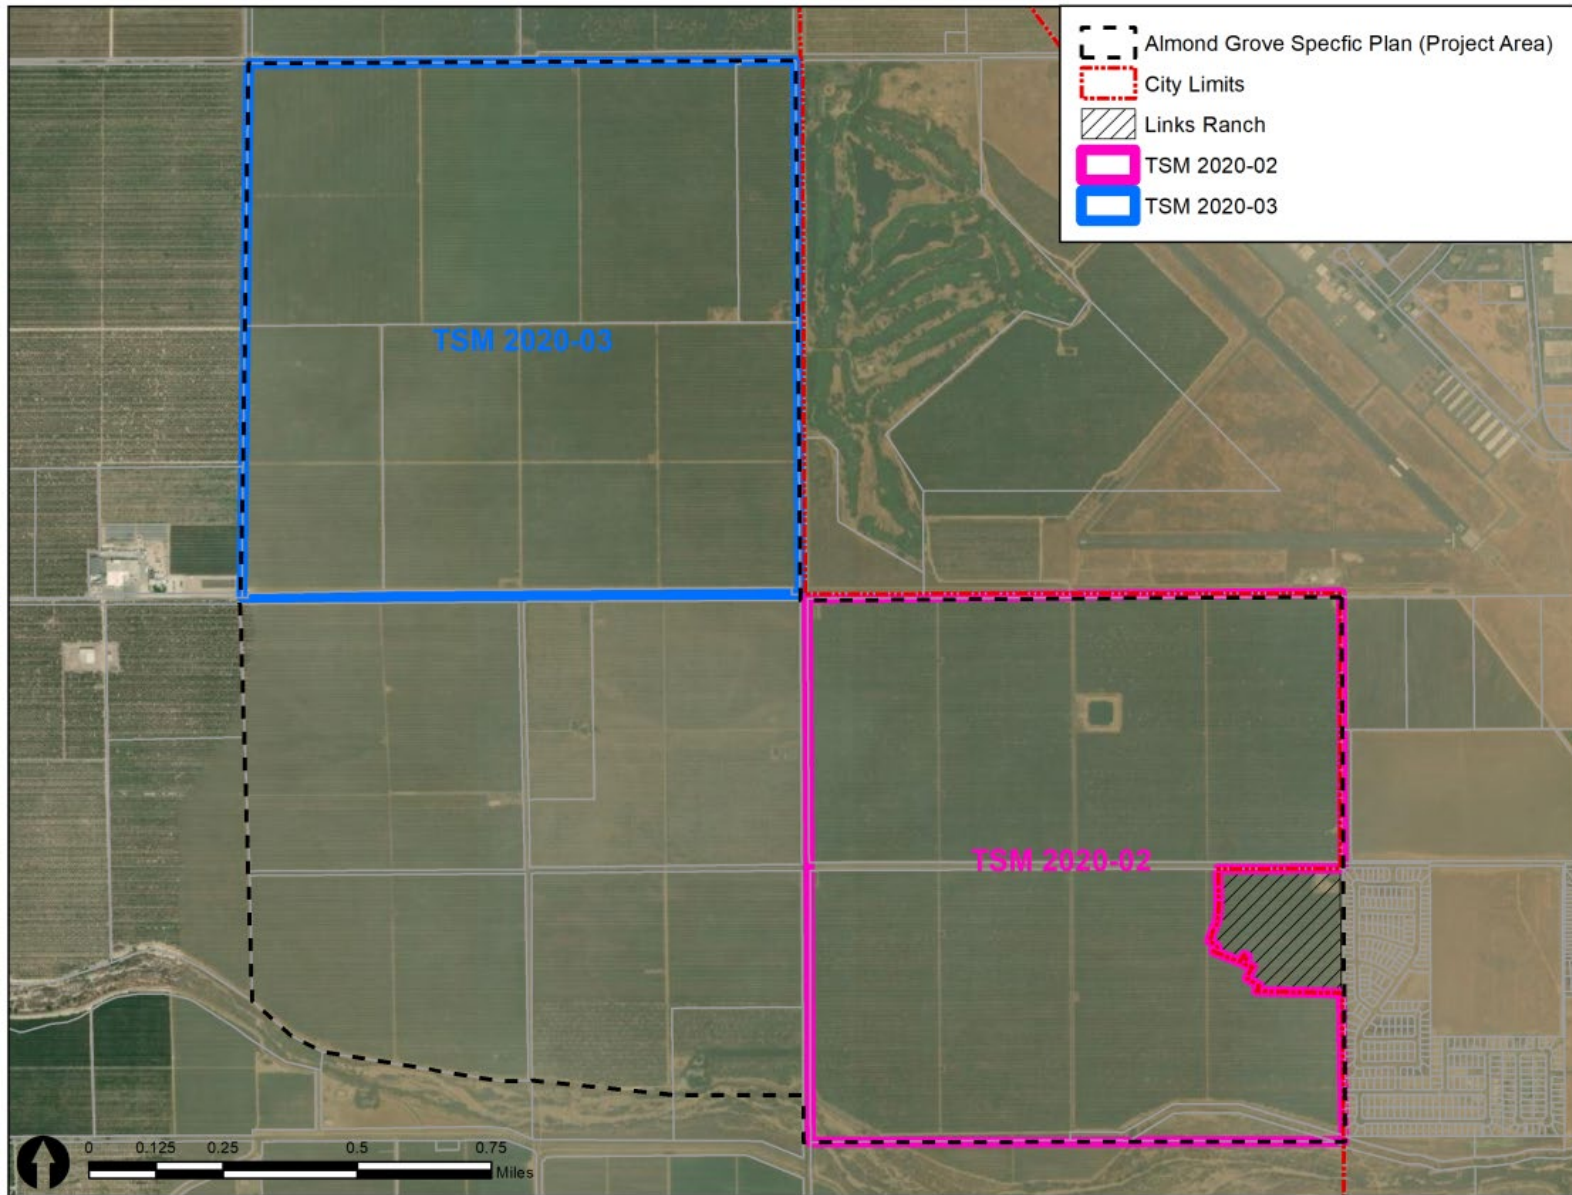 Almond Grove Specfic Plan (Project Area)
City Limits
Links Ranch
TSM 2020-02
TSM 2020-03
TSM 2020-03
TSM 2020-02
0 0.125 0.25 0.5 0.75
Miles